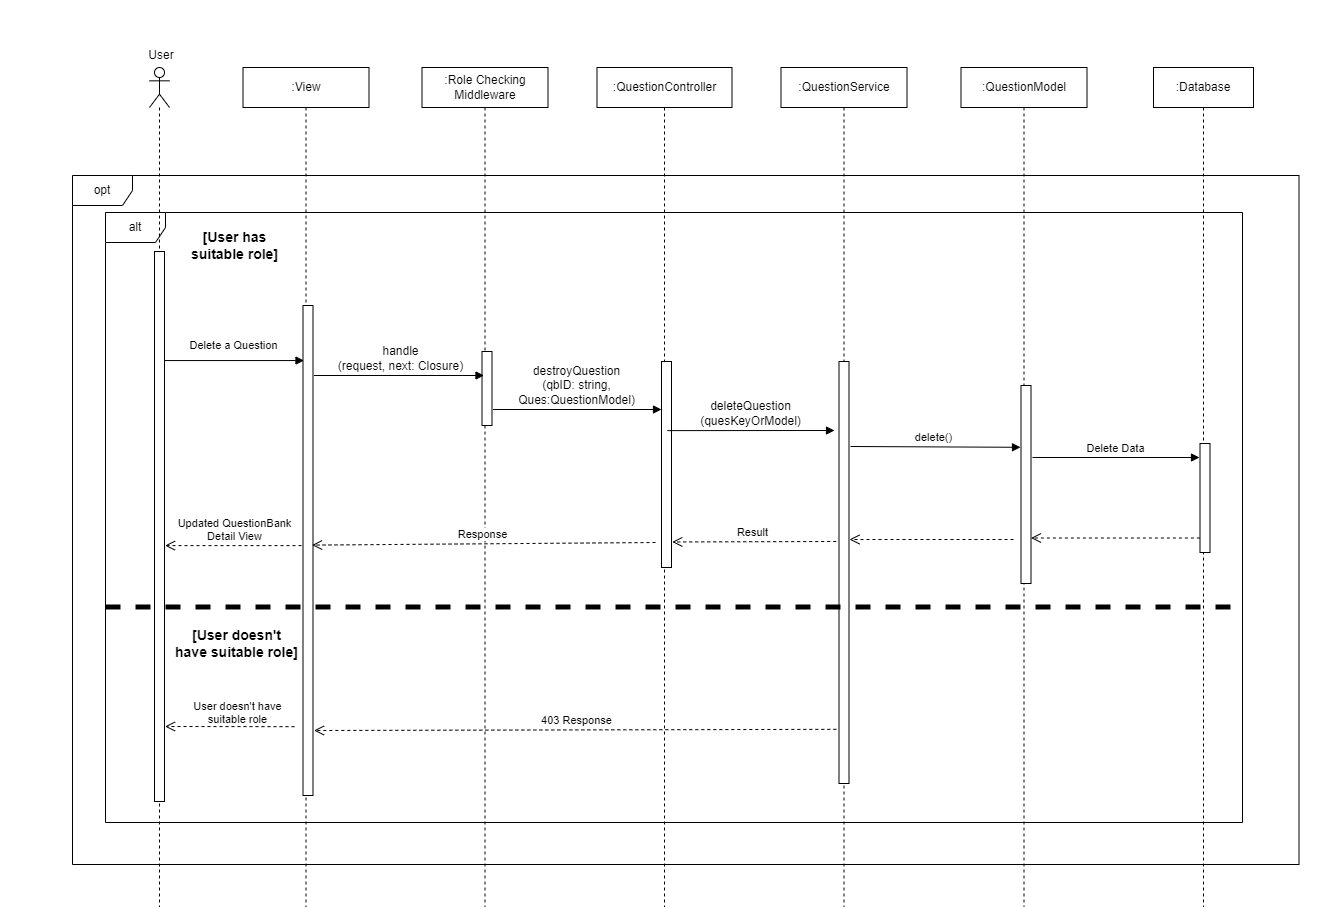 User
:View
:Role Checking
Middleware
:QuestionController
:QuestionService
:QuestionModel
:Database
opt
alt
[User has
suitable role]
Delete a Question
handle
(request, next: Closure)
destroyQuestion
(qbID: string,
Ques:QuestionModel)
deleteQuestion
(quesKeyOrModel)
delete()
Delete Data
Updated QuestionBank
Detail View
Response
Result
[User doesn't
have suitable role]
User doesn't have
suitable role
403 Response